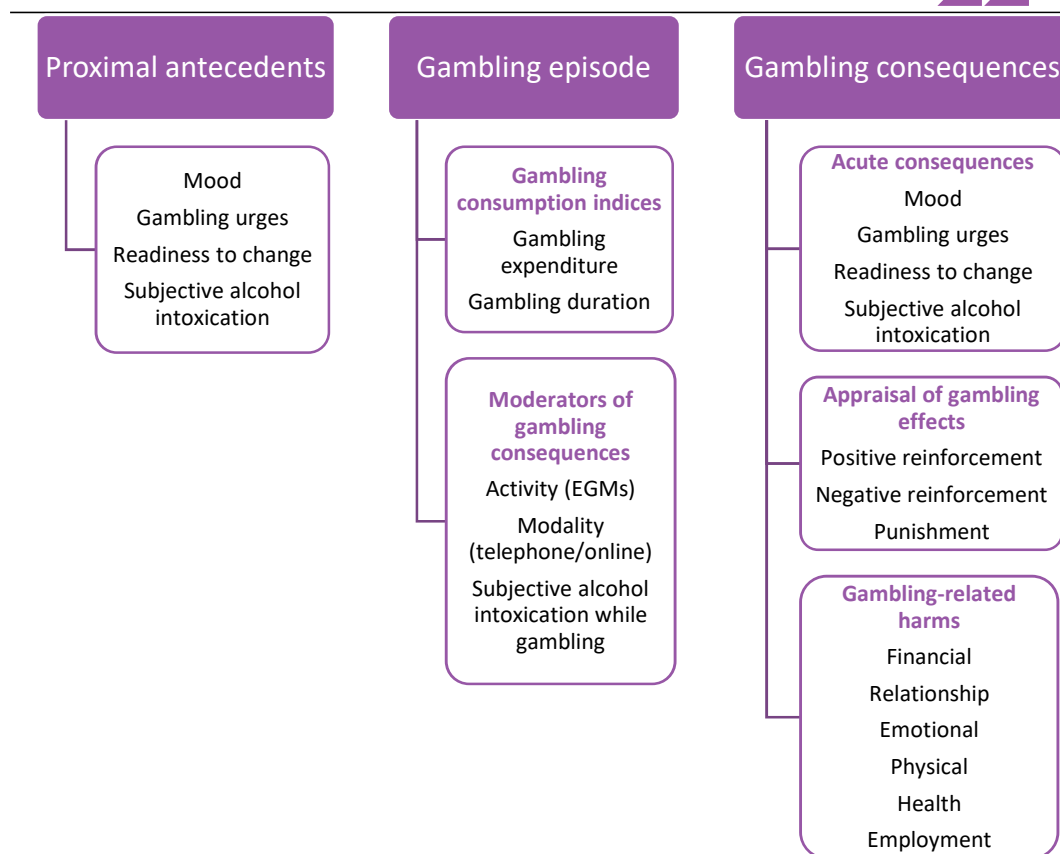 Proximal antecedents
Mood
Gambling urges
Readiness to change
Subjective alcohol
intoxication
Gambling episode
Gambling
consumption indices
Gambling
expenditure
Gambling duration
Moderators of
gambling
consequences
Activity (EGMs)
Modality
(telephone/online)
Subjective alcohol
intoxication while
gambling
Gambling consequences
Acute consequences
Mood
Gambling urges
Readiness to change
Subjective alcohol
intoxication
Appraisal of gambling
effects
Positive reinforcement
Negative reinforcement
Punishment
Gambling-related
harms
Financial
Relationship
Emotional
Physical
Health
Employment